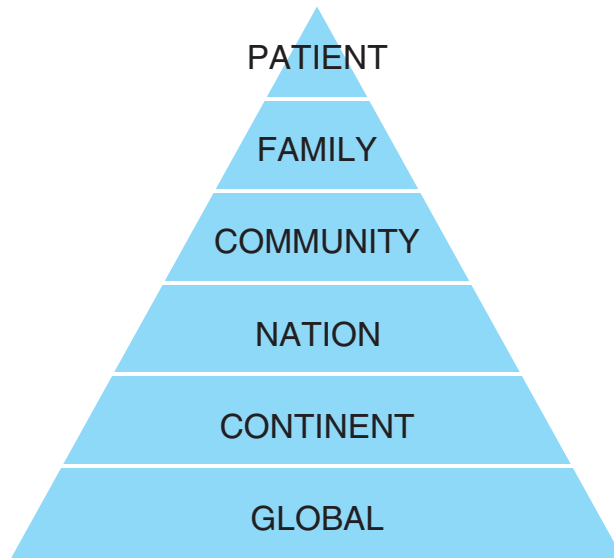 PATIENT
FAMILY
COMMUNITY
NATION
CONTINENT
GLOBAL